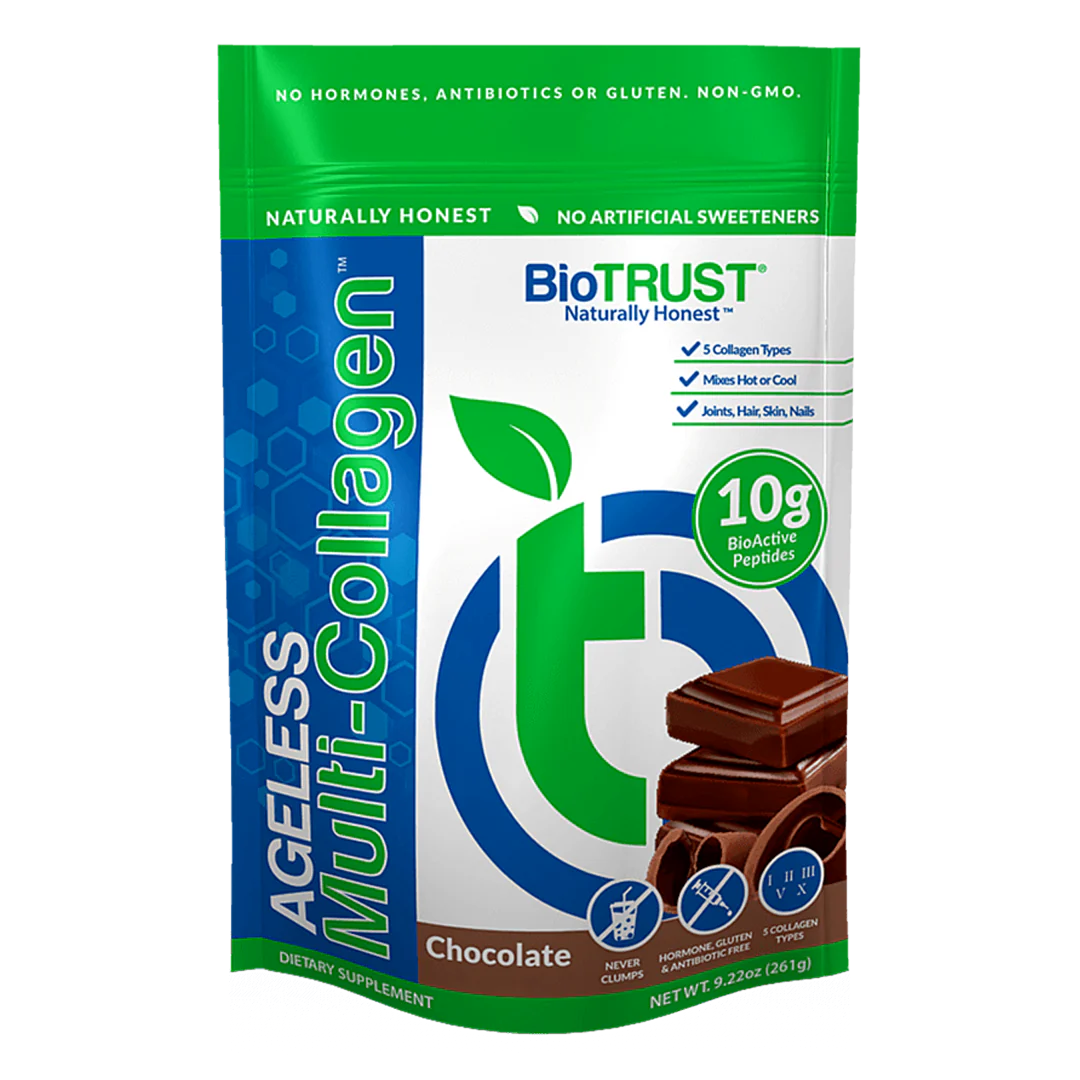 NO HORMONES, ANTIBIOTICS OR GLUTEN. NON-GMO.
NATURALLY HONEST NO ARTIFICIAL SWEETENERS
AGELESS
Multi-Collagen™
BioTRUST®
Naturally Honest™
5 Collagen Types
Mixes Hot or Cool
Joints, Hair, Skin, Nails
10g
BioActive
Peptides
t
I II III
V X
Chocolate
NEVER
CLUMPS
HORMONE, GLUTEN
& ANTIBIOTIC FREE
5 COLLAGEN
TYPES
DIETARY SUPPLEMENT
NET WT. 9.22oz (261g)